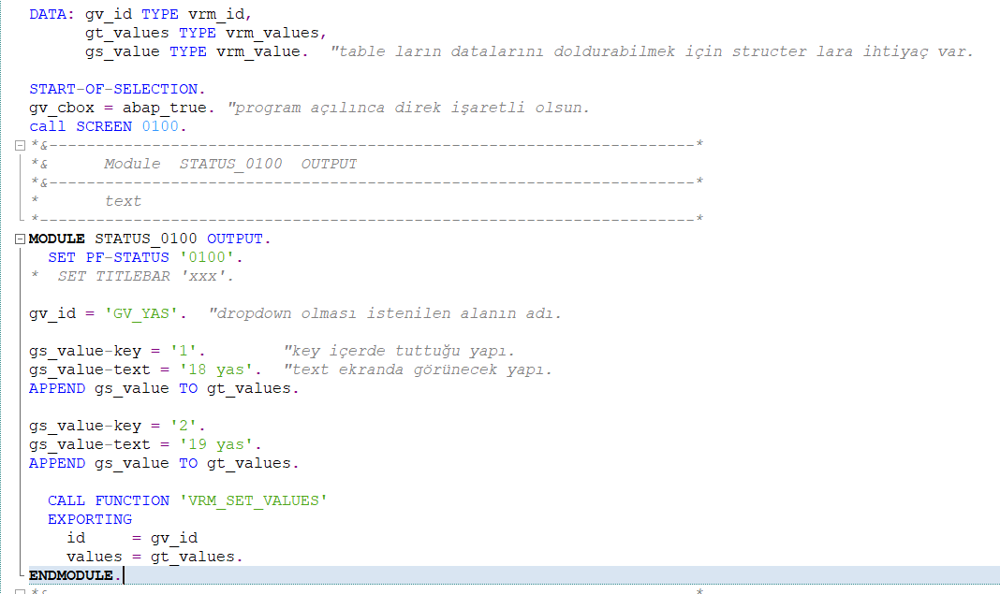 DATA: gv_id TYPE vrm_id,
      gt_values TYPE vrm_values,
      gs_value TYPE vrm_value.  "table ların datalarını doldurabilmek için structer lara ihtiyaç var.
START-OF-SELECTION.
gv_cbox = abap_true. "program açılınca direk işaretli olsun.
call SCREEN 0100.
*&---------------------------------------------------------------------*
*&      Module  STATUS_0100  OUTPUT
*&---------------------------------------------------------------------*
*       text
*----------------------------------------------------------------------*
MODULE STATUS_0100 OUTPUT.
  SET PF-STATUS '0100'.
*  SET TITLEBAR 'xxx'.
gv_id = 'GV_YAS'.  "dropdown olması istenilen alanın adı.
gs_value-key = '1'.        "key içerde tuttuğu yapı.
gs_value-text = '18 yas'.  "text ekranda görünecek yapı.
APPEND gs_value TO gt_values.
gs_value-key = '2'.
gs_value-text = '19 yas'.
APPEND gs_value TO gt_values.
  CALL FUNCTION 'VRM_SET_VALUES'
  EXPORTING
    id     = gv_id
    values = gt_values.
ENDMODULE.